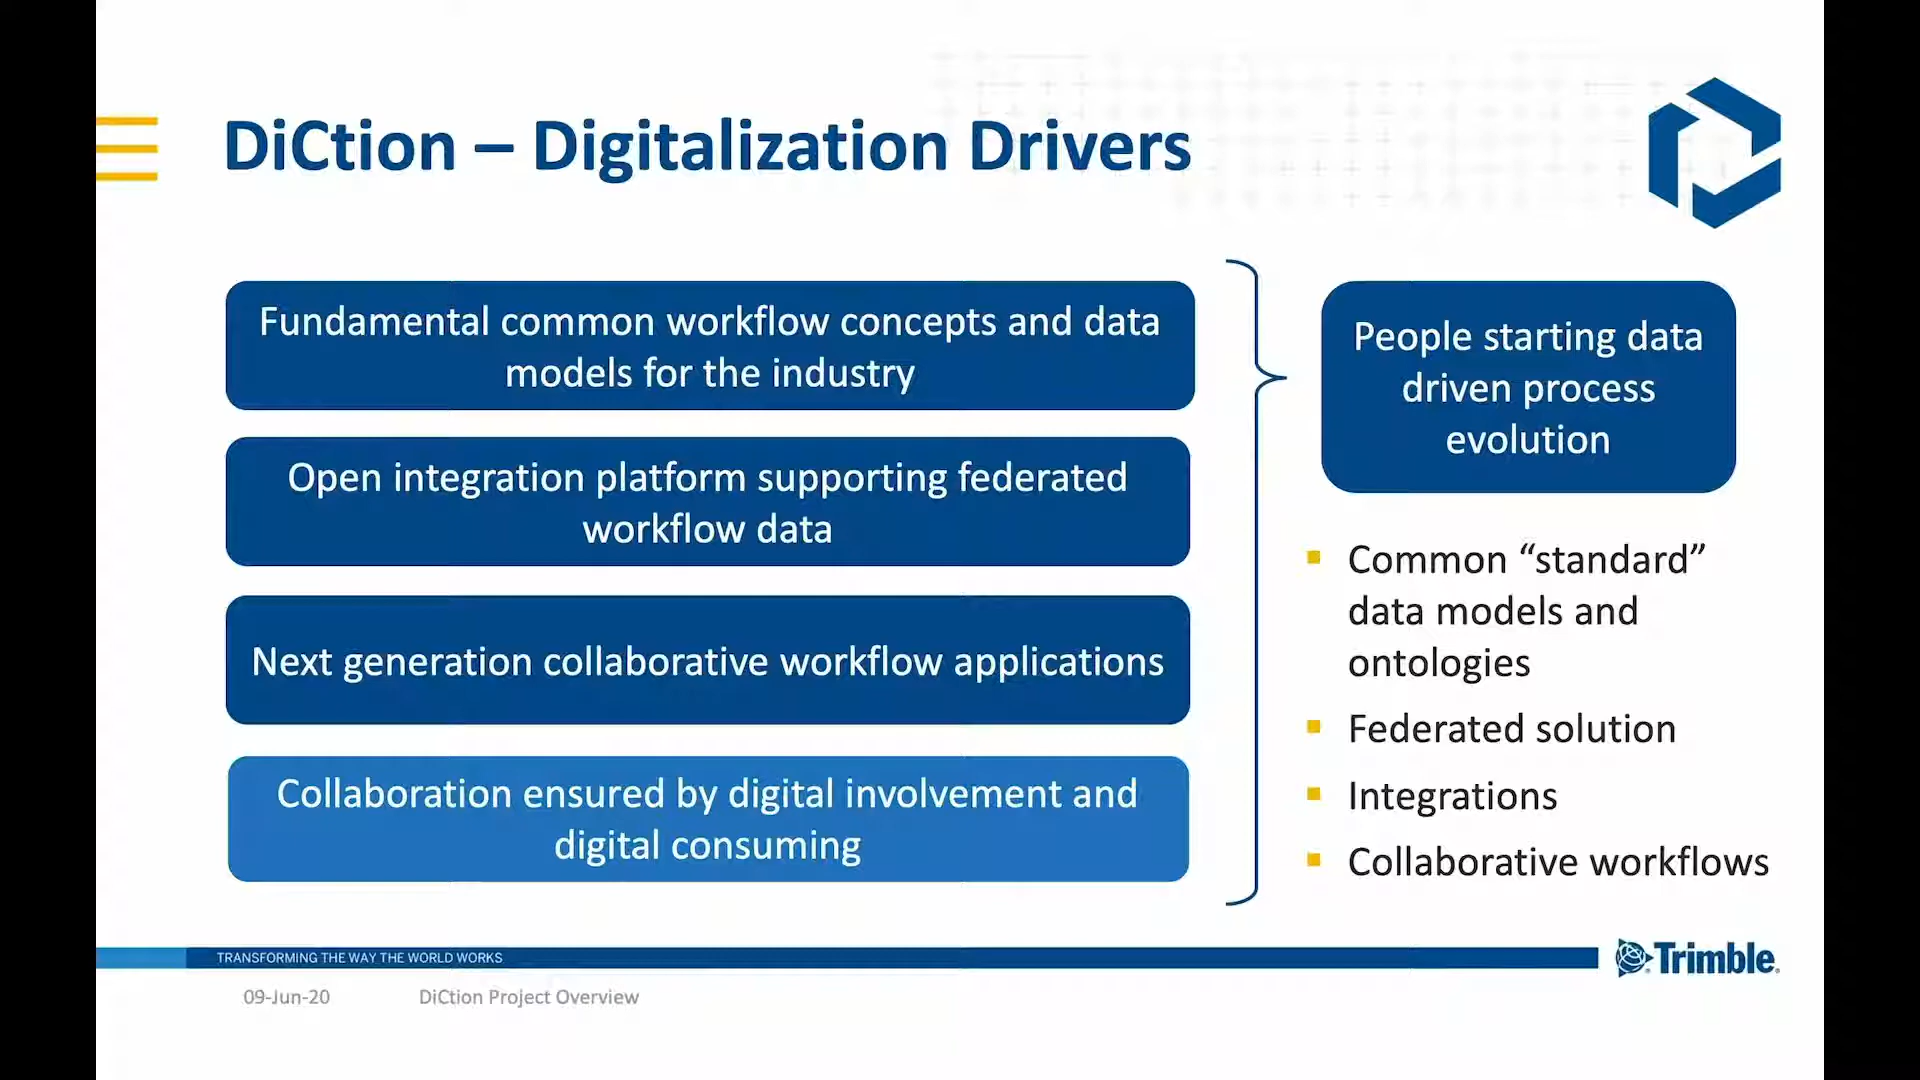 DiCtion – Digitalization Drivers
Fundamental common workflow concepts and data
models for the industry
Open integration platform supporting federated
workflow data
Next generation collaborative workflow applications
Collaboration ensured by digital involvement and
digital consuming
People starting data
driven process
evolution
Common “standard”
data models and
ontologies
Federated solution
Integrations
Collaborative workflows
TRANSFORMING THE WAY THE WORLD WORKS
Trimble.
09-Jun-20
DiCtion Project Overview